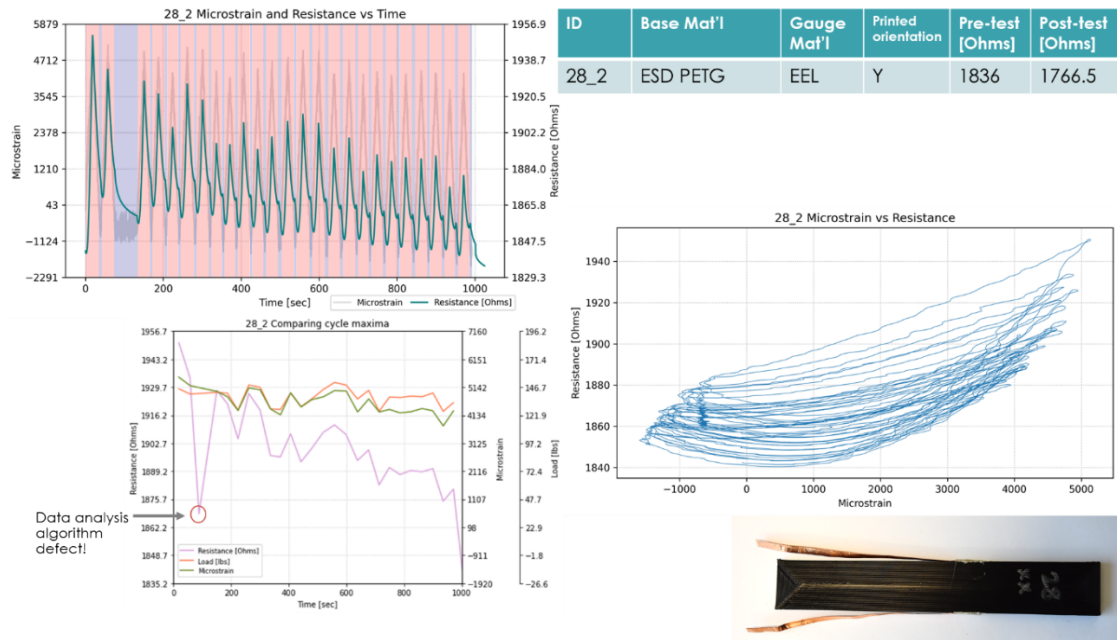 28_2 Microstrain and Resistance vs Time
5879
4712
3545
2378
1210
43
−1124
−2291
Microstrain
1956.9
1938.7
1920.5
1902.2
1884.0
1865.8
1847.5
1829.3
Resistance [Ohms]
0 200 400 600 800 1000
Time [sec]
Microstrain Resistance [Ohms]
ID Base Mat'l Gauge Mat'l Printed orientation Pre-test [Ohms] Post-test [Ohms]
28_2 ESD PETG EEL Y 1836 1766.5
28_2 Comparing cycle maxima
1956.7
1943.2
1929.7
1916.2
1902.7
1889.2
1875.7
1862.2
1848.7
1835.2
Resistance [Ohms]
7160
6151
5142
4134
3125
2116
1107
98
−911
−1920
Microstrain
196.2
171.4
146.7
121.9
97.2
72.4
47.7
22.9
−1.8
−26.6
Load [lbs]
0 200 400 600 800 1000
Time [sec]
Resistance [Ohms]
Load [lbs]
Microstrain
Data analysis
algorithm
defect!
28_2 Microstrain vs Resistance
1940
1920
1900
1880
1860
1840
Resistance [Ohms]
−1000 0 1000 2000 3000 4000 5000
Microstrain